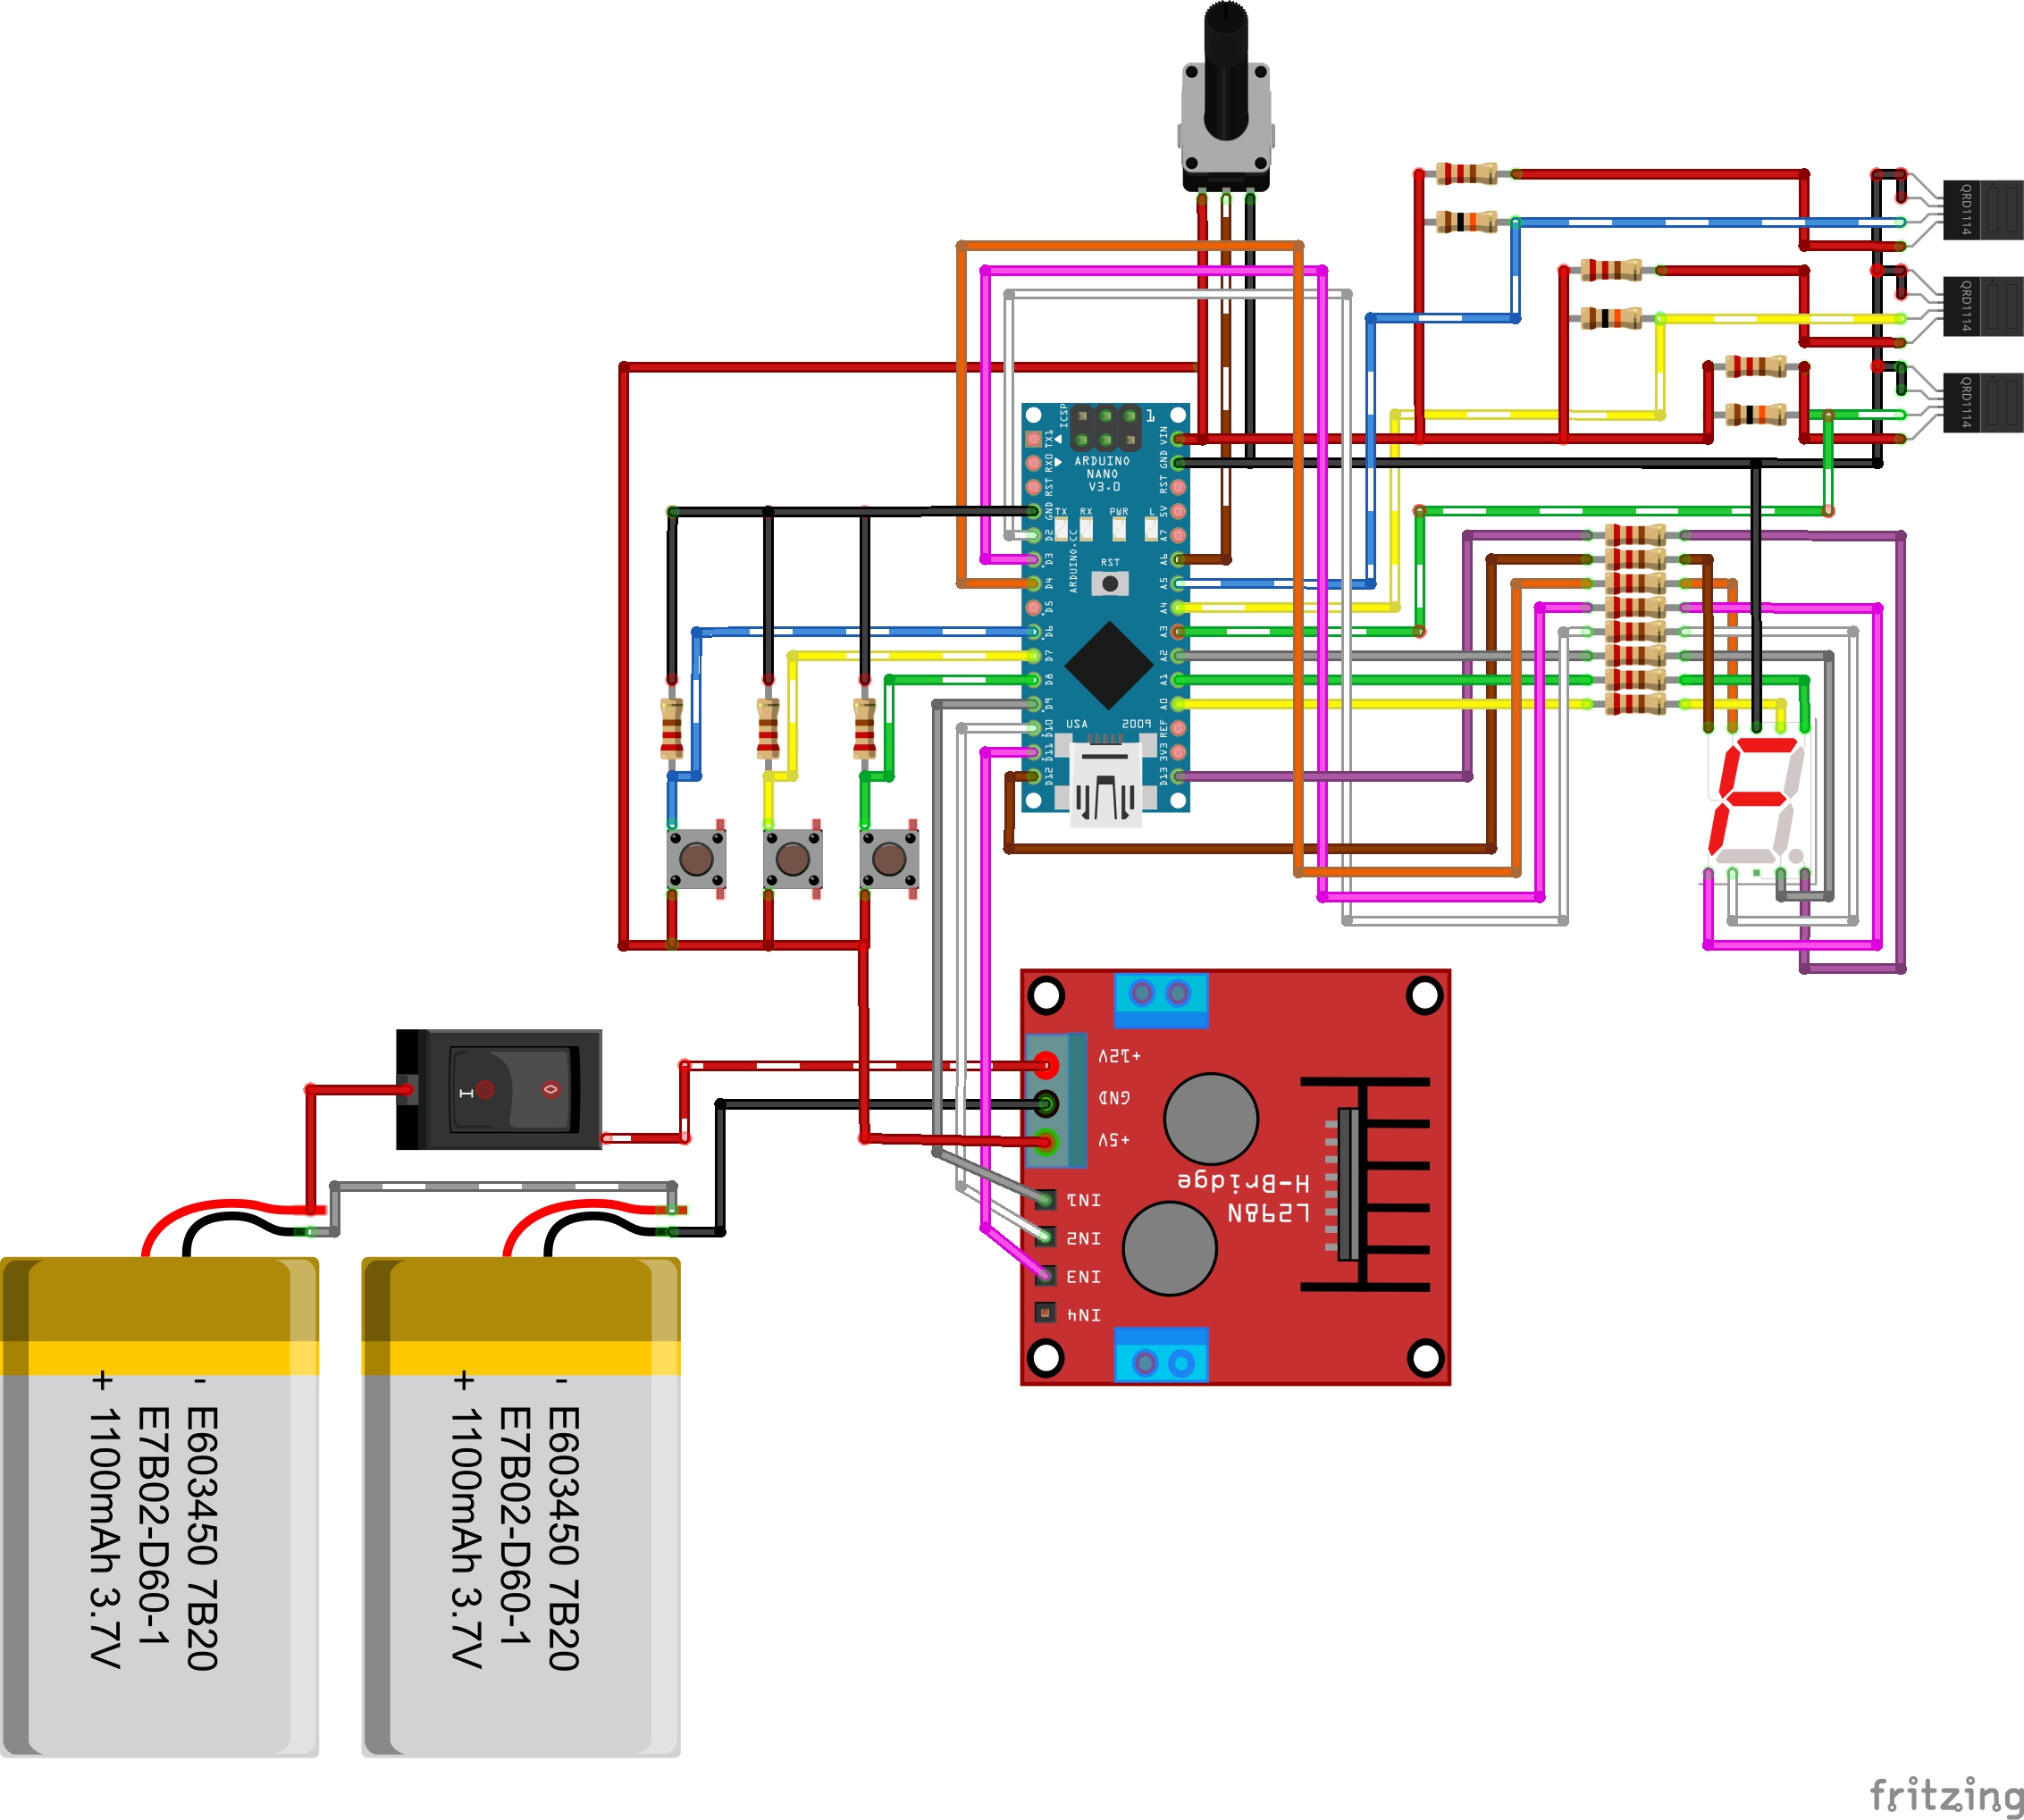 QRD1114
QRD1114
QRD1114
ICSP
1
TX1
RX0
RST
GND
D2
D3
D4
D5
D6
D7
D8
D9
D10
D11
D12
VIN
GND
RST
5V
A7
A6
A5
A4
A3
A2
A1
A0
REF
3V3
D13
ARDUINO
NANO
V3.0
TX RX PWR L
RST
ARDUINO.CC
USA 2009
+12V
GND
+5V
IN1
IN2
IN3
IN4
L298N
H-Bridge
I O
- E603450 7B20
E7B02-D60-1
+ 1100mAh 3.7V
- E603450 7B20
E7B02-D60-1
+ 1100mAh 3.7V
fritzing